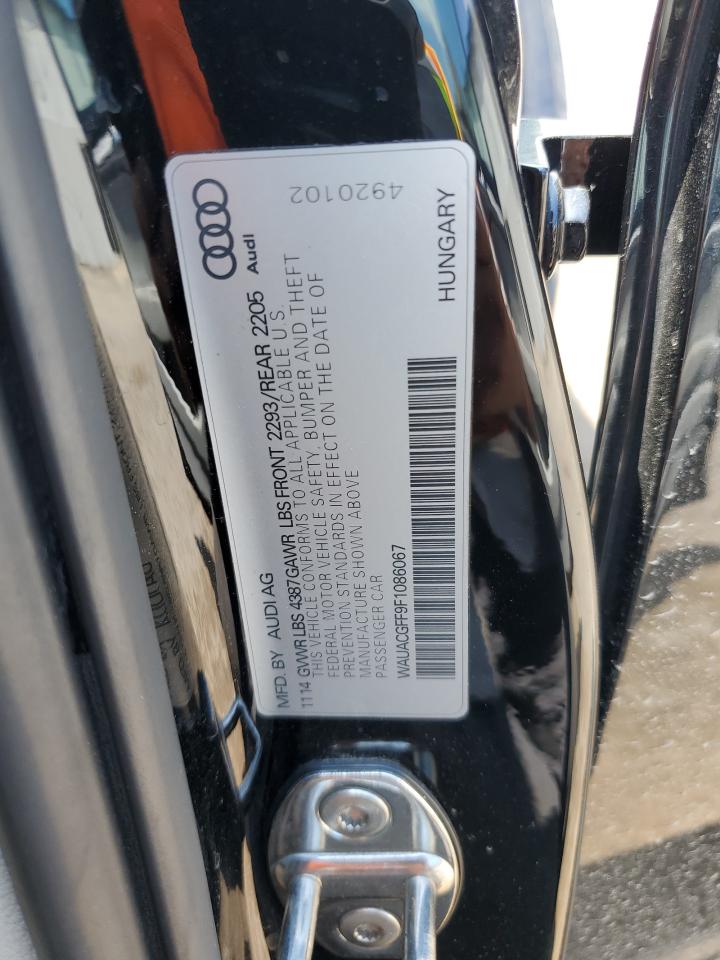 MFD. BY AUDI AG
Audi
1114 GVWR LBS 4387GAWR LBS FRONT 2293/REAR 2205
THIS VEHICLE CONFORMS TO ALL APPLICABLE U.S.
FEDERAL MOTOR VEHICLE SAFETY, BUMPER AND THEFT
PREVENTION STANDARDS IN EFFECT ON THE DATE OF
MANUFACTURE SHOWN ABOVE
PASSENGER CAR
4920102
WAUACGFF9F1086067
HUNGARY